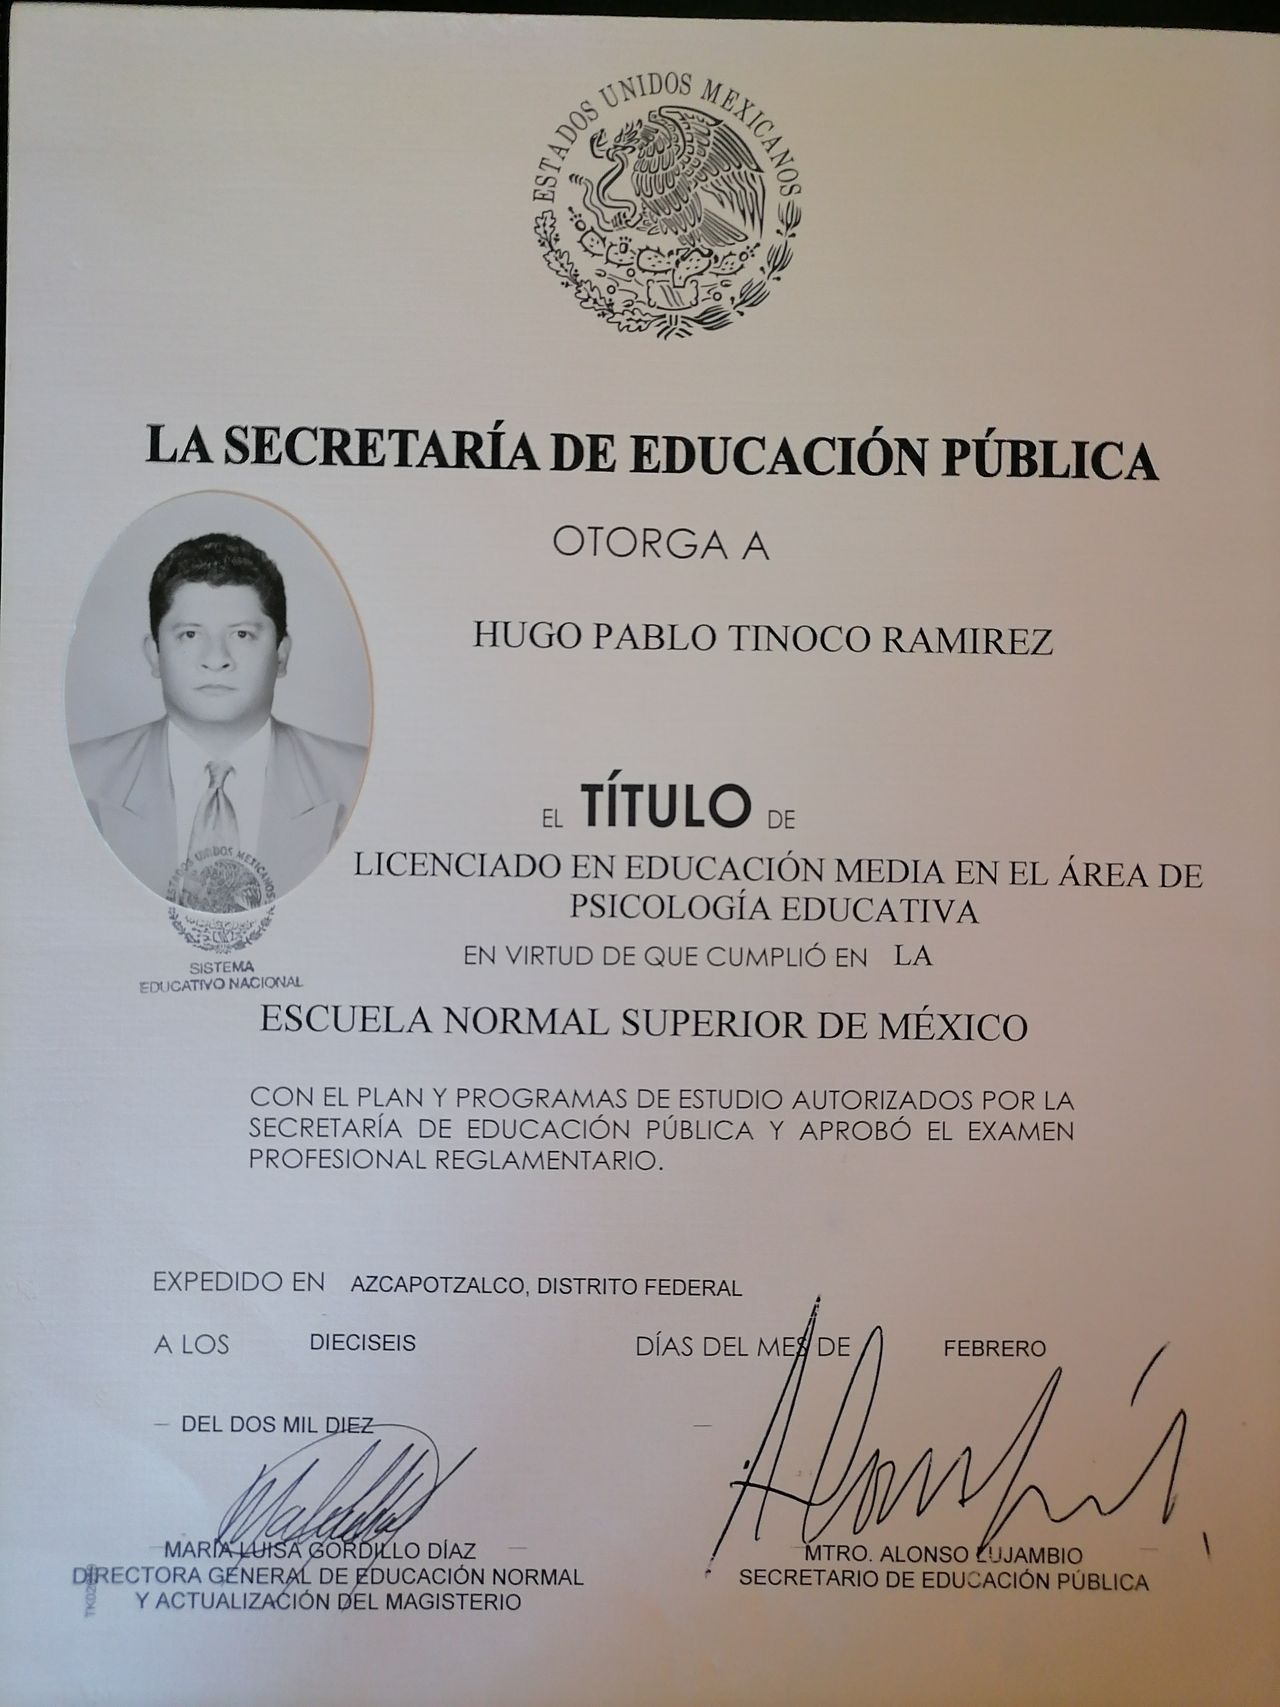 ESTADOS UNIDOS MEXICANOS
LA SECRETARÍA DE EDUCACIÓN PÚBLICA
OTORGA A
HUGO PABLO TINOCO RAMIREZ
EL TÍTULO DE
LICENCIADO EN EDUCACIÓN MEDIA EN EL ÁREA DE
PSICOLOGÍA EDUCATIVA
EN VIRTUD DE QUE CUMPLIÓ EN LA
ESTADOS UNIDOS MEXICANOS
SISTEMA
EDUCATIVO NACIONAL
ESCUELA NORMAL SUPERIOR DE MÉXICO
CON EL PLAN Y PROGRAMAS DE ESTUDIO AUTORIZADOS POR LA
SECRETARÍA DE EDUCACIÓN PÚBLICA Y APROBÓ EL EXAMEN
PROFESIONAL REGLAMENTARIO.
EXPEDIDO EN AZCAPOTZALCO, DISTRITO FEDERAL
A LOS DIECISEIS DÍAS DEL MES DE FEBRERO
— DEL DOS MIL DIEZ —
MARÍA LUISA GORDILLO DÍAZ
DIRECTORA GENERAL DE EDUCACIÓN NORMAL
Y ACTUALIZACIÓN DEL MAGISTERIO
MTRO. ALONSO LUJAMBIO
SECRETARIO DE EDUCACIÓN PÚBLICA